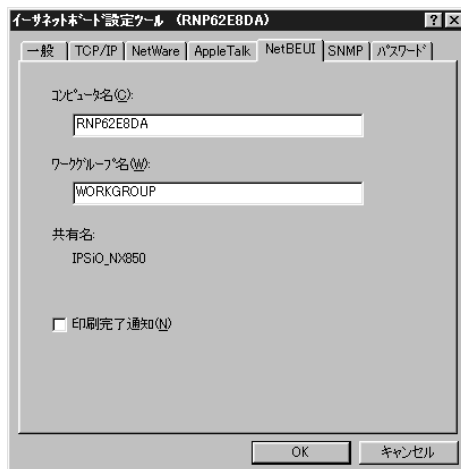 ｲｰｻﾈｯﾄﾎﾞｰﾄﾞ設定ﾂｰﾙ (RNP62E8DA)
一般 TCP/IP NetWare AppleTalk NetBEUI SNMP ﾊﾟｽﾜｰﾄﾞ
ｺﾝﾋﾟｭｰﾀ名(C):
RNP62E8DA
ﾜｰｸｸﾞﾙｰﾌﾟ名(W):
WORKGROUP
共有名:
IPSiO_NX850
印刷完了通知(N)
OK ｷｬﾝｾﾙ